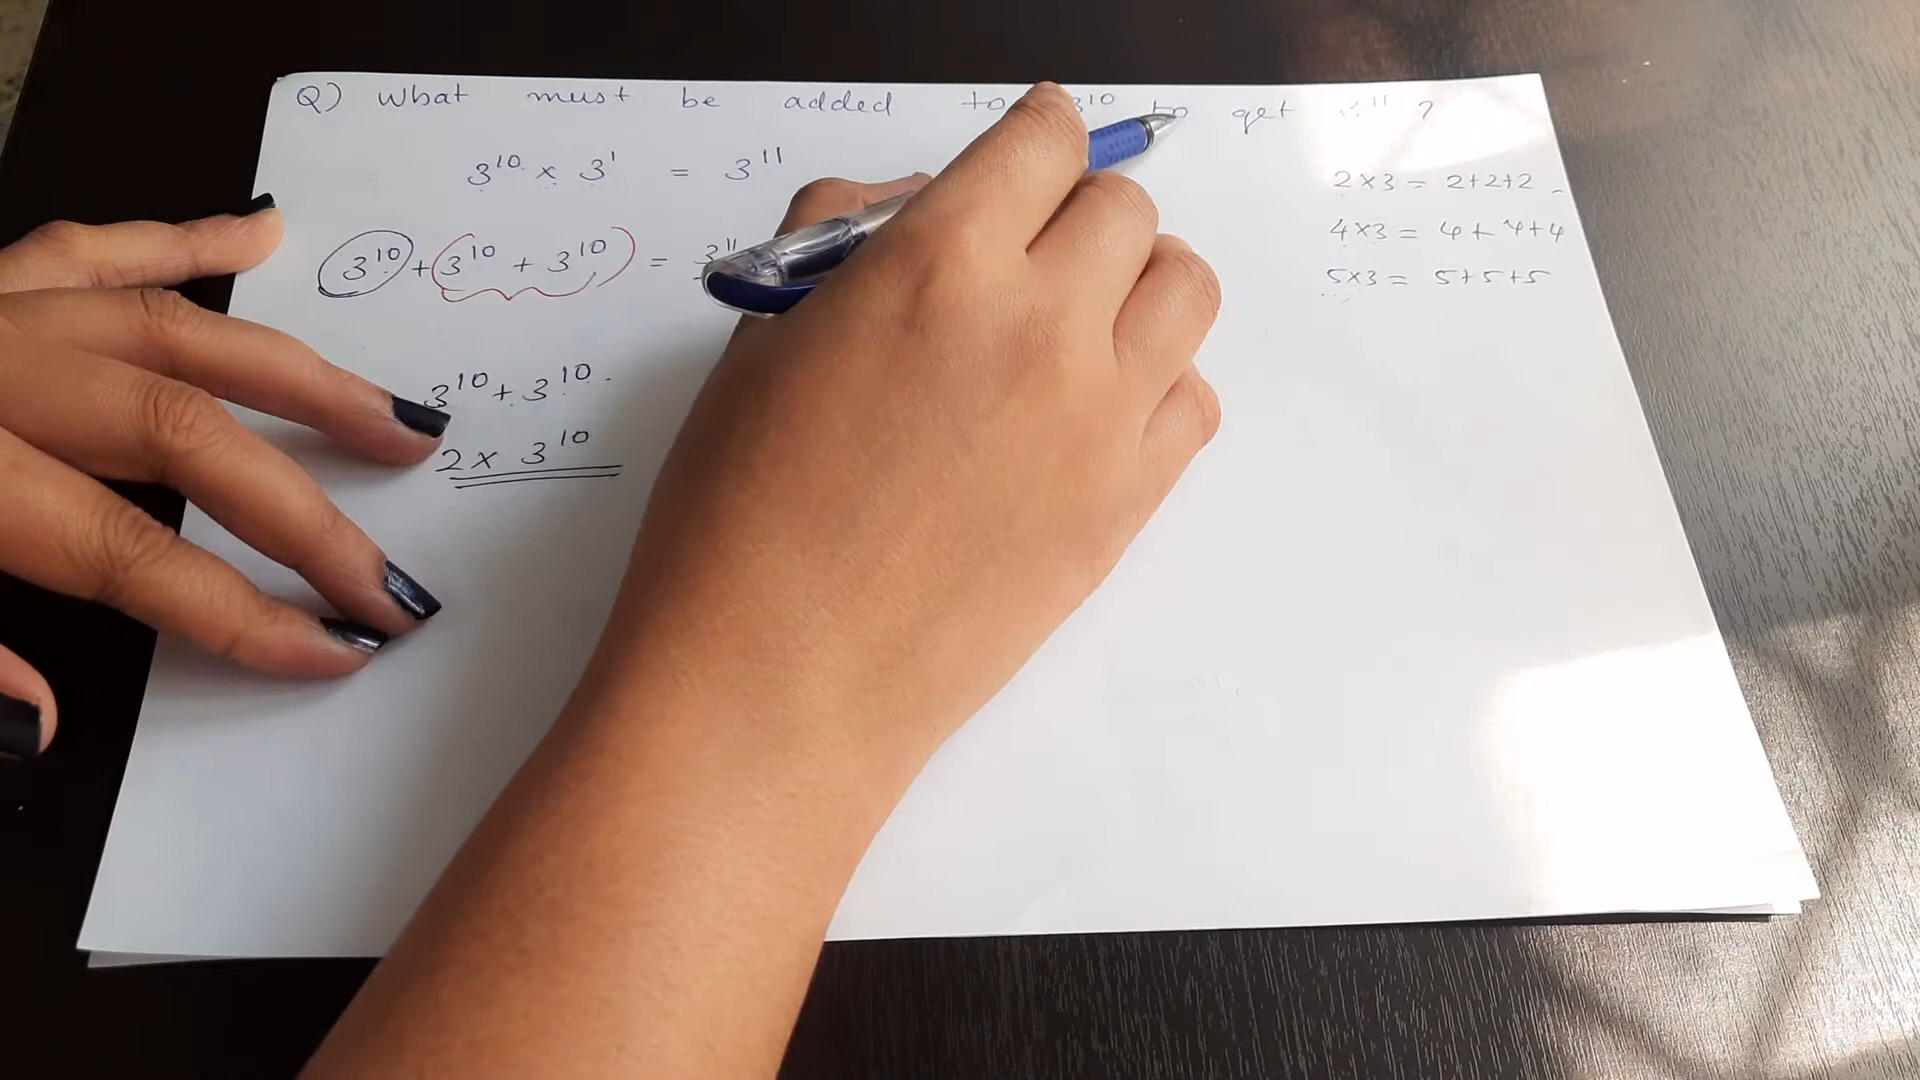 Q) What must be added to 3¹⁰ to get 3¹¹ ?
3¹⁰ × 3¹ = 3¹¹
3¹⁰ + (3¹⁰ + 3¹⁰) = 3¹¹
3¹⁰ + 3¹⁰.
2 × 3¹⁰
2×3 = 2+2+2
4×3 = 4+4+4
5×3 = 5+5+5